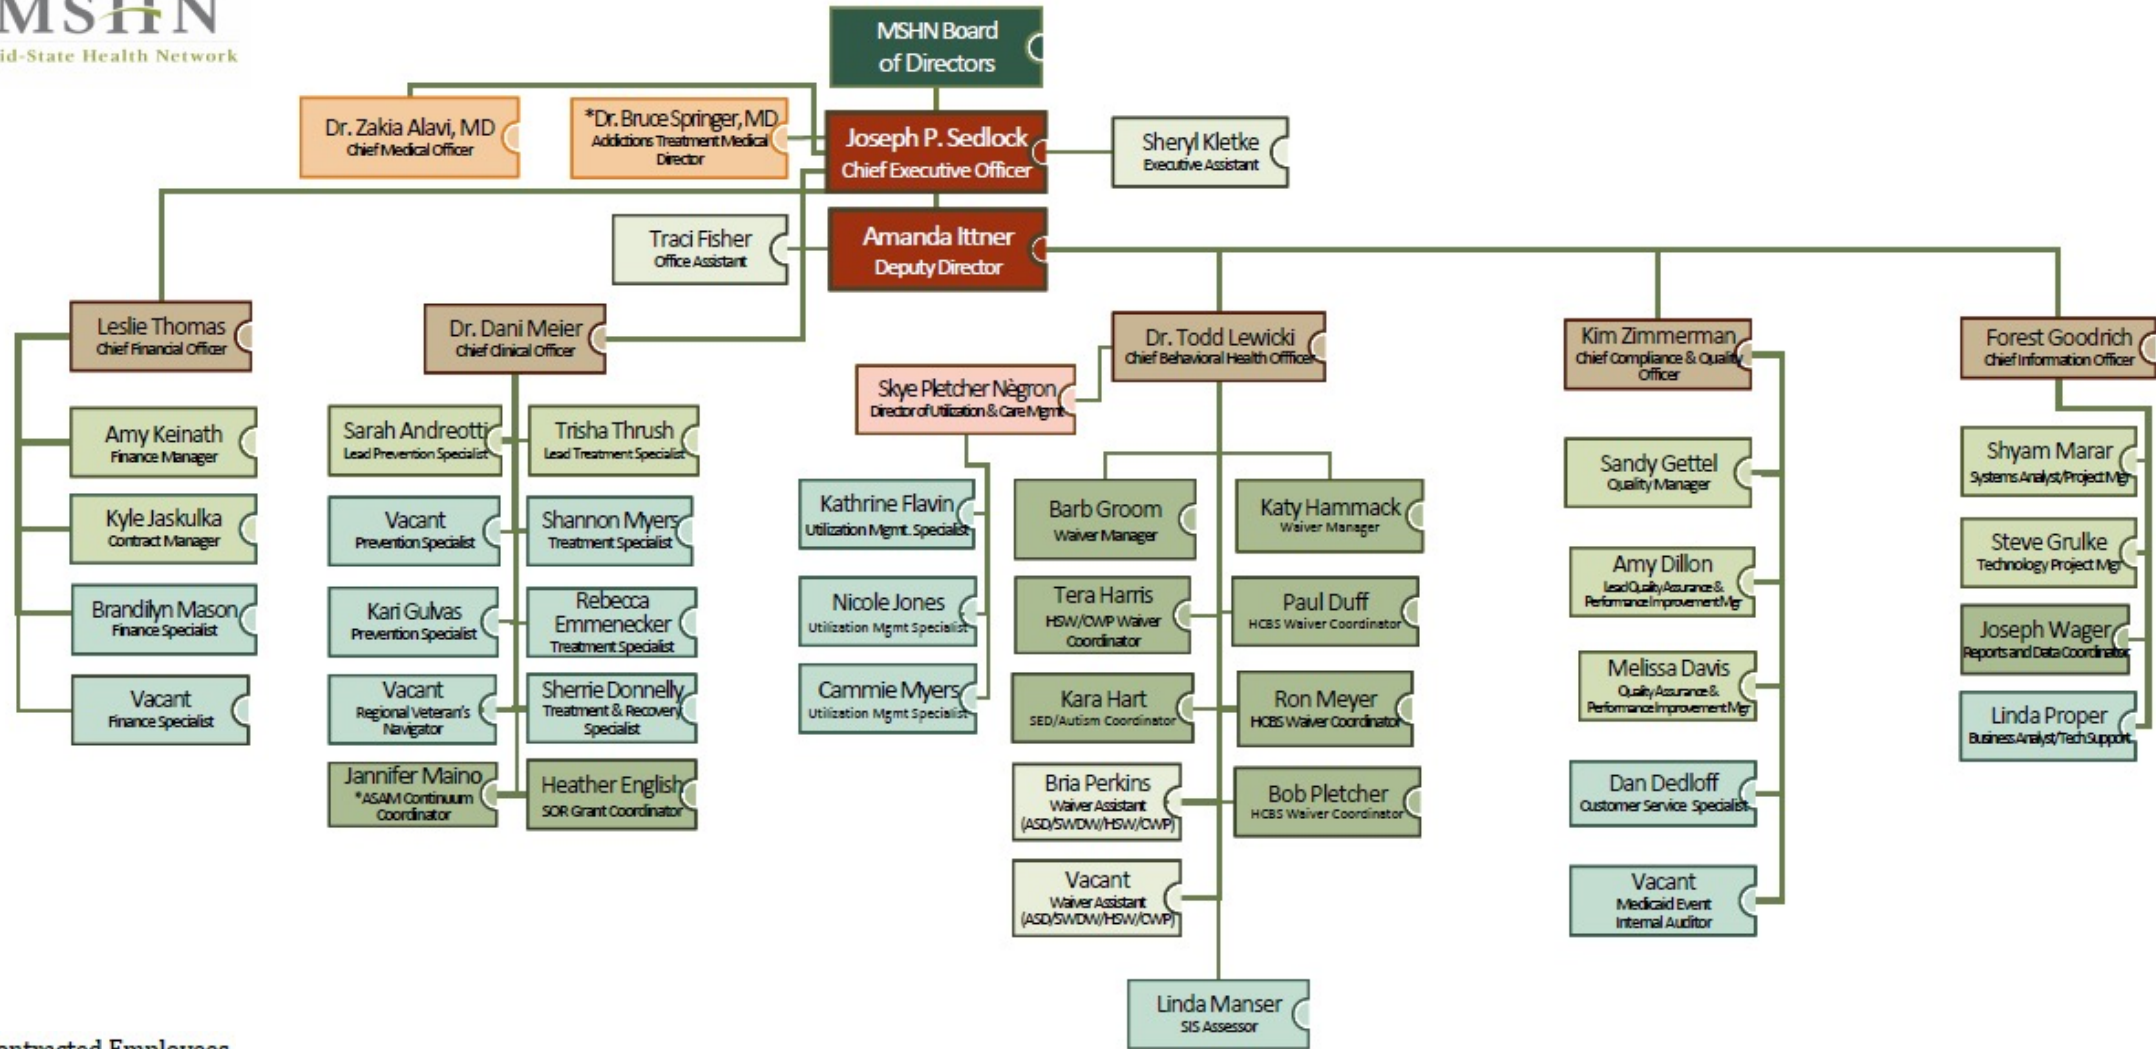 MSHN
id-State Health Network
MSHN Board
of Directors
Dr. Zakia Alavi, MD
Chief Medical Officer
*Dr. Bruce Springer, MD
Addictions Treatment Medical
Director
Joseph P. Sedlock
Chief Executive Officer
Sheryl Kletke
Executive Assistant
Traci Fisher
Office Assistant
Amanda Ittner
Deputy Director
Leslie Thomas
Chief Financial Officer
Dr. Dani Meier
Chief Clinical Officer
Dr. Todd Lewicki
Chief Behavioral Health Offficer
Kim Zimmerman
Chief Compliance & Quality
Officer
Forest Goodrich
Chief Information Officer
Skye Pletcher Nègron
Director of Utilization & Care Mgmt
Amy Keinath
Finance Manager
Kyle Jaskulka
Contract Manager
Brandilyn Mason
Finance Specialist
Vacant
Finance Specialist
Sarah Andreotti
Lead Prevention Specialist
Trisha Thrush
Lead Treatment Specialist
Vacant
Prevention Specialist
Shannon Myers
Treatment Specialist
Kari Gulvas
Prevention Specialist
Rebecca
Emmenecker
Treatment Specialist
Vacant
Regional Veteran's
Navigator
Sherrie Donnelly
Treatment & Recovery
Specialist
Jannifer Maino
*ASAM Continuum
Coordinator
Heather English
SOR Grant Coordinator
Kathrine Flavin
Utilization Mgmt. Specialist
Nicole Jones
Utilization Mgmt Specialist
Cammie Myers
Utilization Mgmt Specialist
Barb Groom
Waiver Manager
Katy Hammack
Waiver Manager
Tera Harris
HSW/CWP Waiver
Coordinator
Paul Duff
HCBS Waiver Coordinator
Kara Hart
SED/Autism Coordinator
Ron Meyer
HCBS Waiver Coordinator
Bria Perkins
Waiver Assistant
(ASD/SWDW/HSW/CWP)
Bob Pletcher
HCBS Waiver Coordinator
Vacant
Waiver Assistant
(ASD/SWDW/HSW/CWP)
Linda Manser
SIS Assessor
Sandy Gettel
Quality Manager
Amy Dillon
Lead Quality Assurance &
Performance Improvement Mgr
Melissa Davis
Quality Assurance &
Performance Improvement Mgr
Dan Dedloff
Customer Service Specialist
Vacant
Medicaid Event
Internal Auditor
Shyam Marar
Systems Analyst/Project Mgr
Steve Grulke
Technology Project Mgr
Joseph Wager
Reports and Data Coordinator
Linda Proper
Business Analyst/Tech Support
ontracted Employees